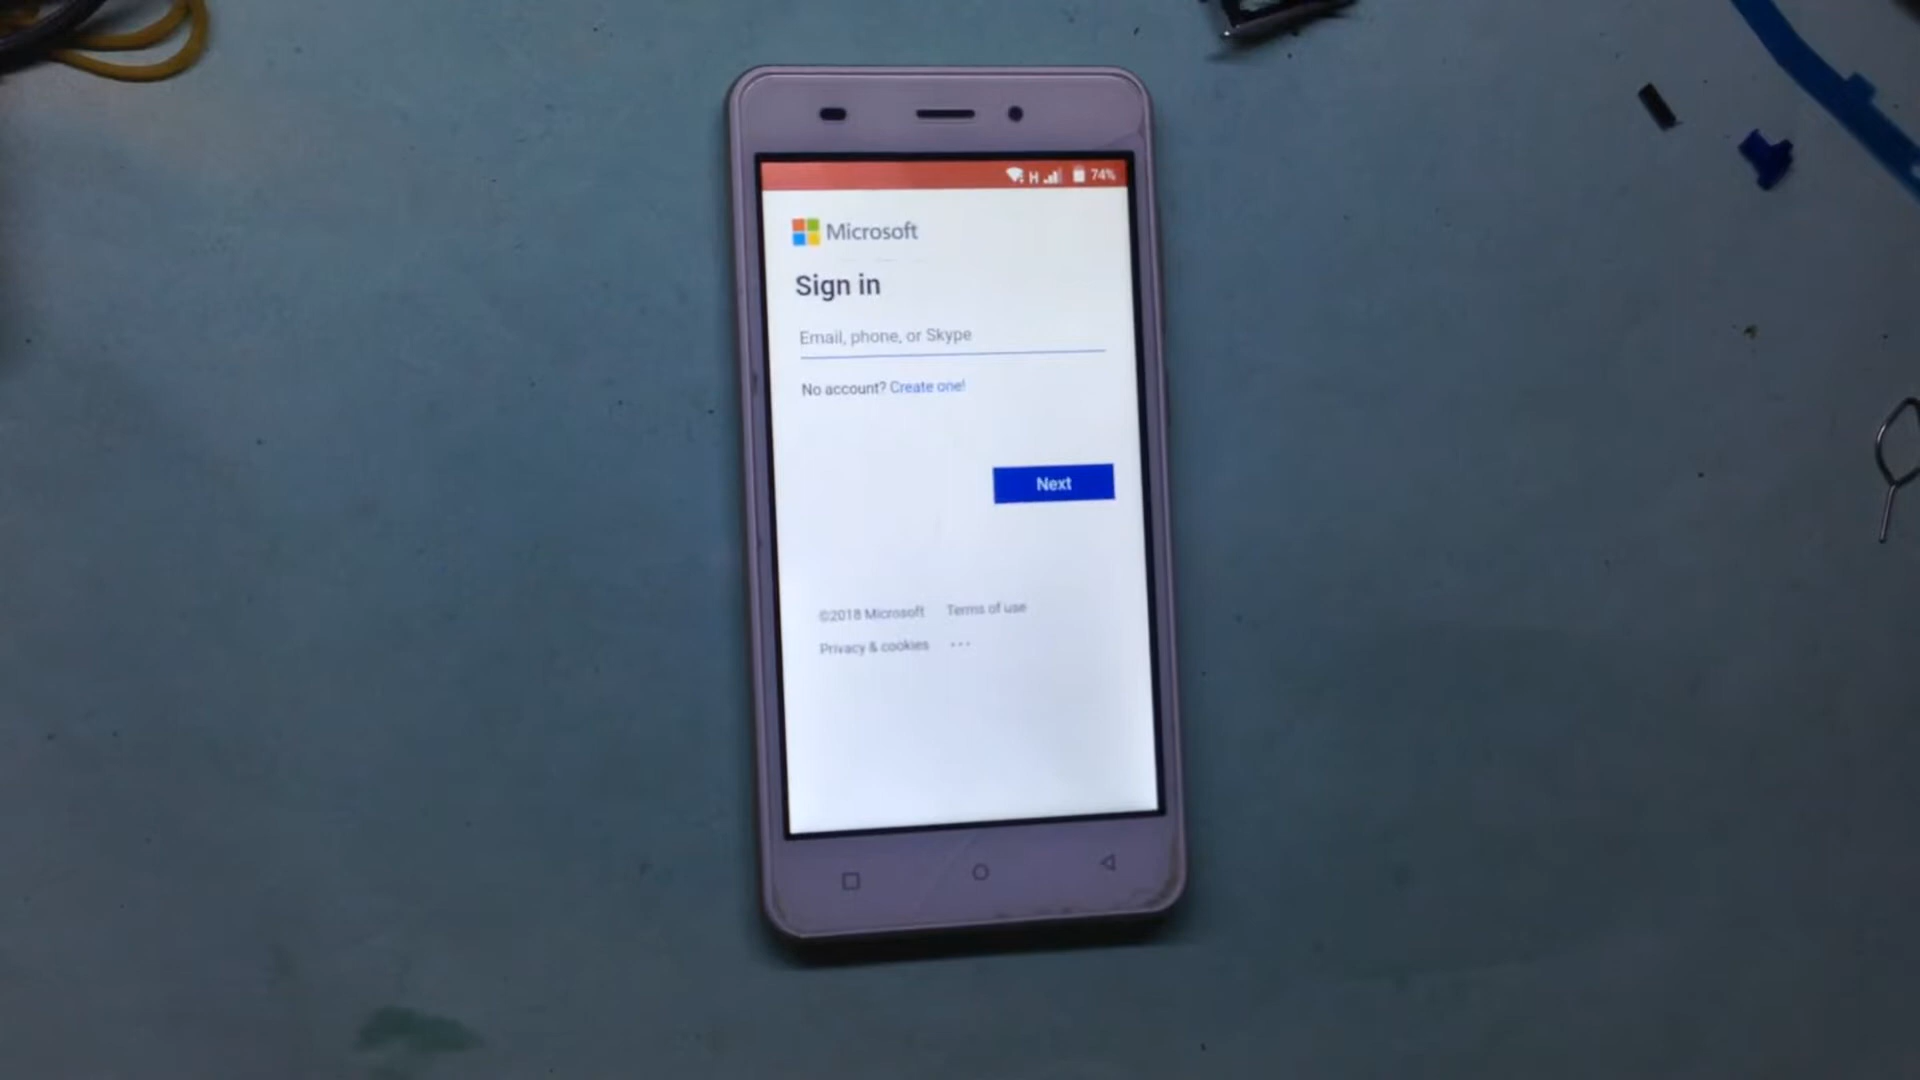 H 74%
Microsoft
Sign in
Email, phone, or Skype
No account? Create one!
Next
©2018 Microsoft Terms of use
Privacy & cookies ...